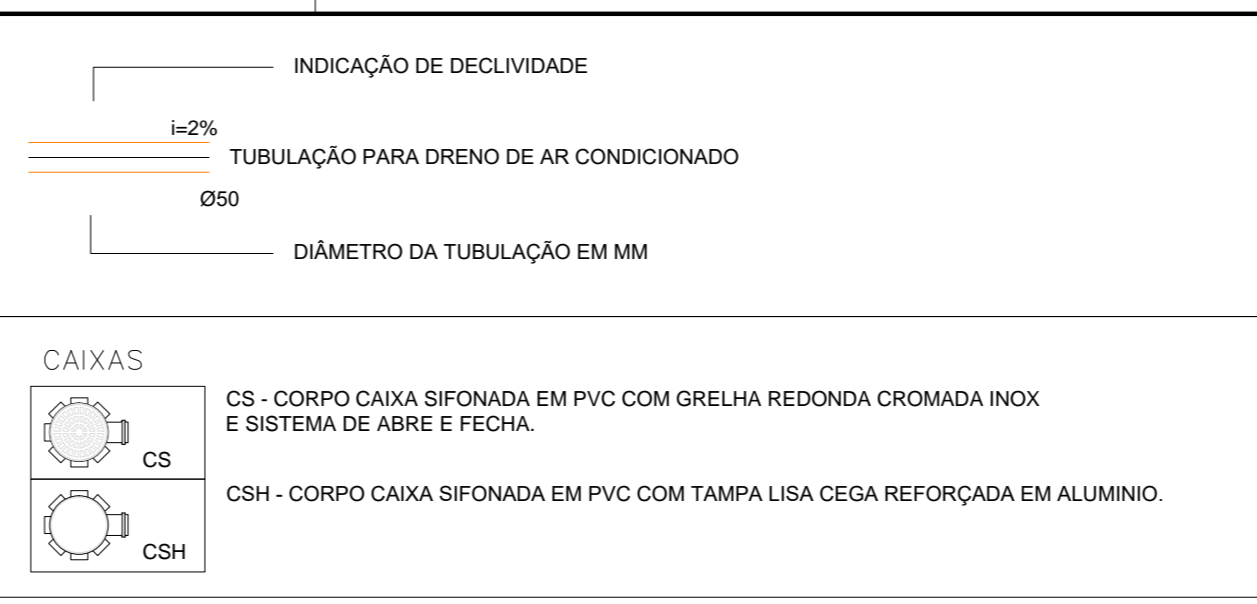 INDICAÇÃO DE DECLIVIDADE
i=2%
TUBULAÇÃO PARA DRENO DE AR CONDICIONADO
Ø50
DIÂMETRO DA TUBULAÇÃO EM MM
CAIXAS
CS - CORPO CAIXA SIFONADA EM PVC COM GRELHA REDONDA CROMADA INOX
E SISTEMA DE ABRE E FECHA.
CS
CSH - CORPO CAIXA SIFONADA EM PVC COM TAMPA LISA CEGA REFORÇADA EM ALUMINIO.
CSH